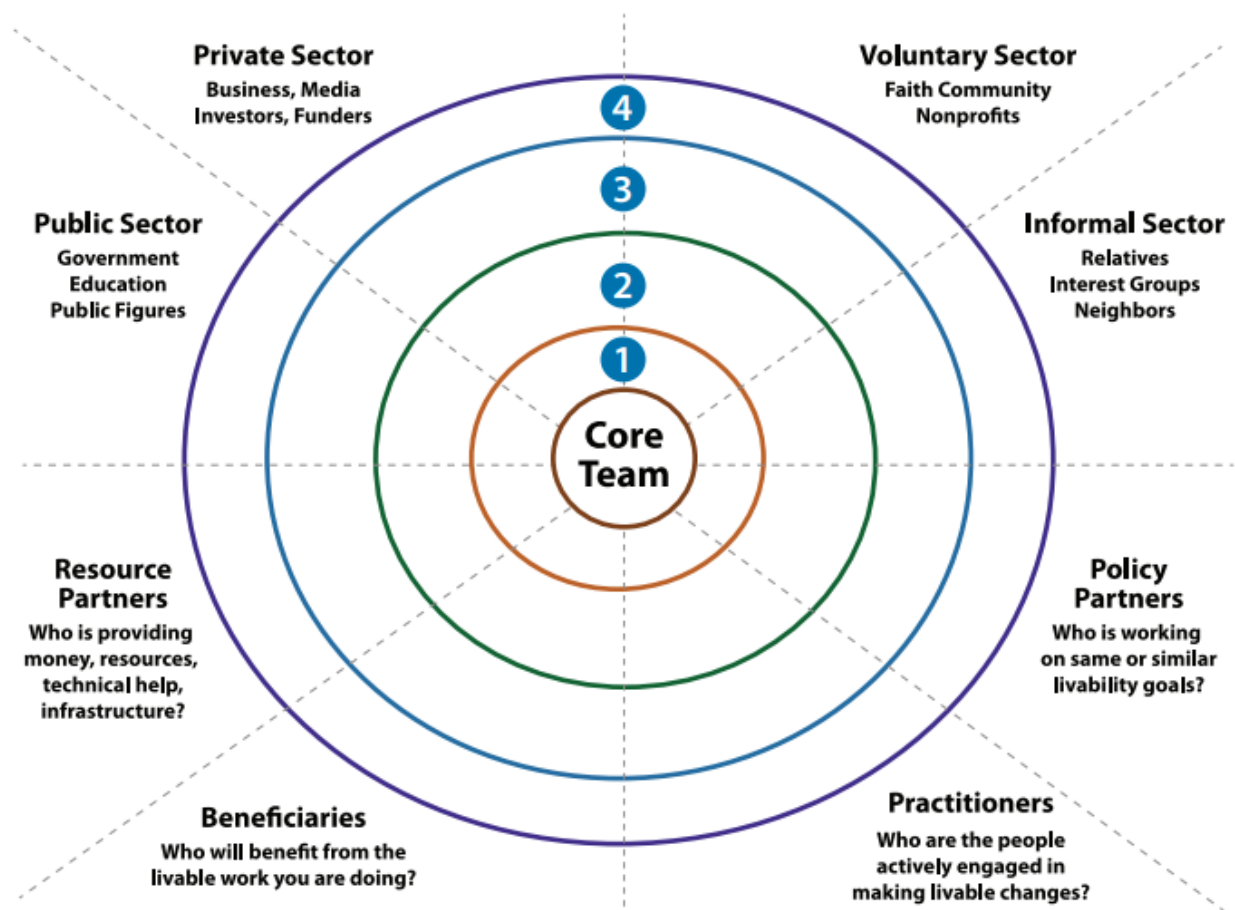 Private Sector
Business, Media
Investors, Funders
Voluntary Sector
Faith Community
Nonprofits
4
3
2
1
Core
Team
Public Sector
Government
Education
Public Figures
Informal Sector
Relatives
Interest Groups
Neighbors
Resource
Partners
Who is providing
money, resources,
technical help,
infrastructure?
Policy
Partners
Who is working
on same or similar
livability goals?
Beneficiaries
Who will benefit from the
livable work you are doing?
Practitioners
Who are the people
actively engaged in
making livable changes?